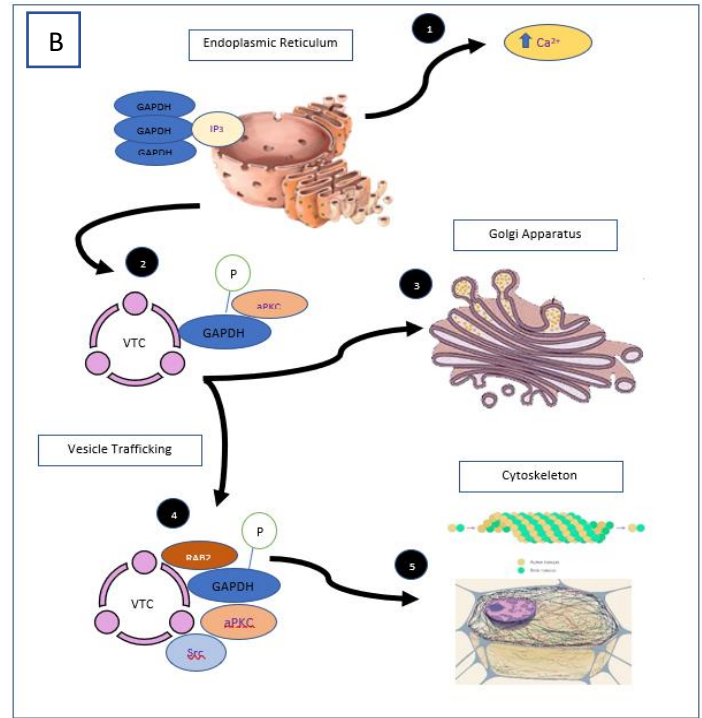 B
Endoplasmic Reticulum
1
Ca²⁺
GAPDH
GAPDH
IP₃
GAPDH
2
P
aPKC
GAPDH
VTC
Golgi Apparatus
3
Vesicle Trafficking
4
Cytoskeleton
P
RAB2
GAPDH
5
VTC
aPKC
Src